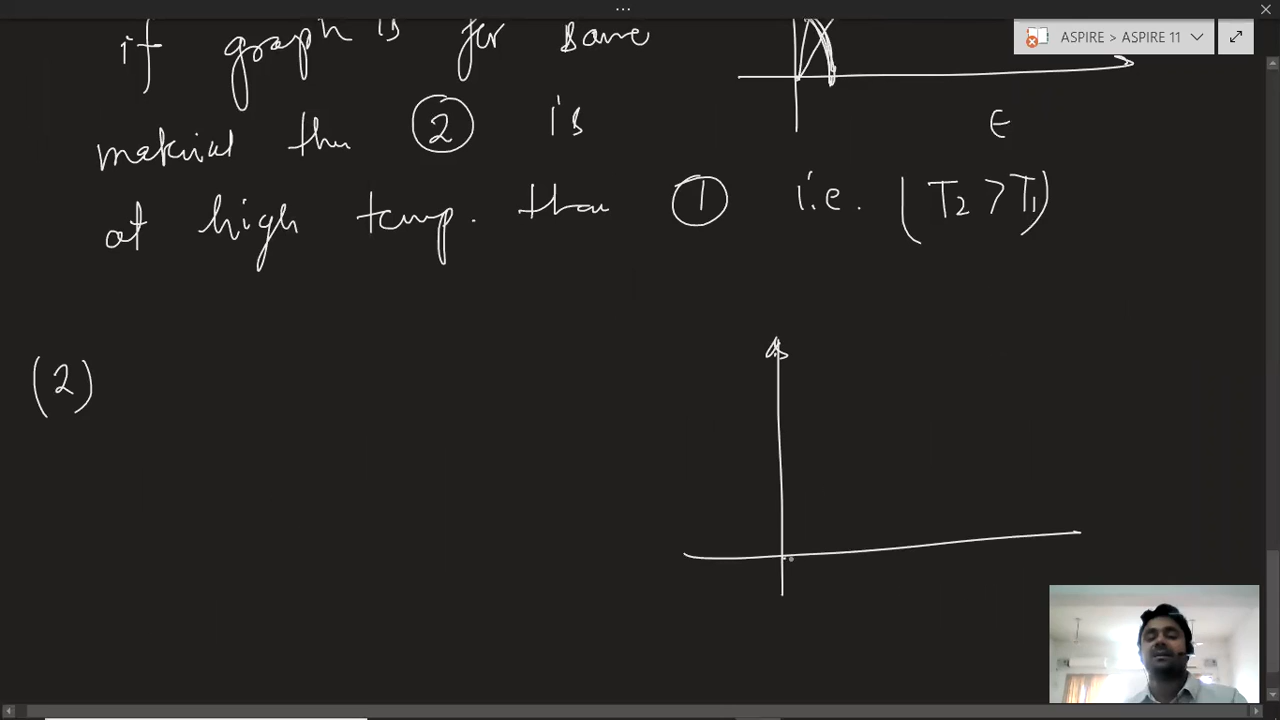 if graph is for same
material then ② is
at high temp. than ① i.e. (T₂ > T₁)
(2)
ϵ
ASPIRE > ASPIRE 11